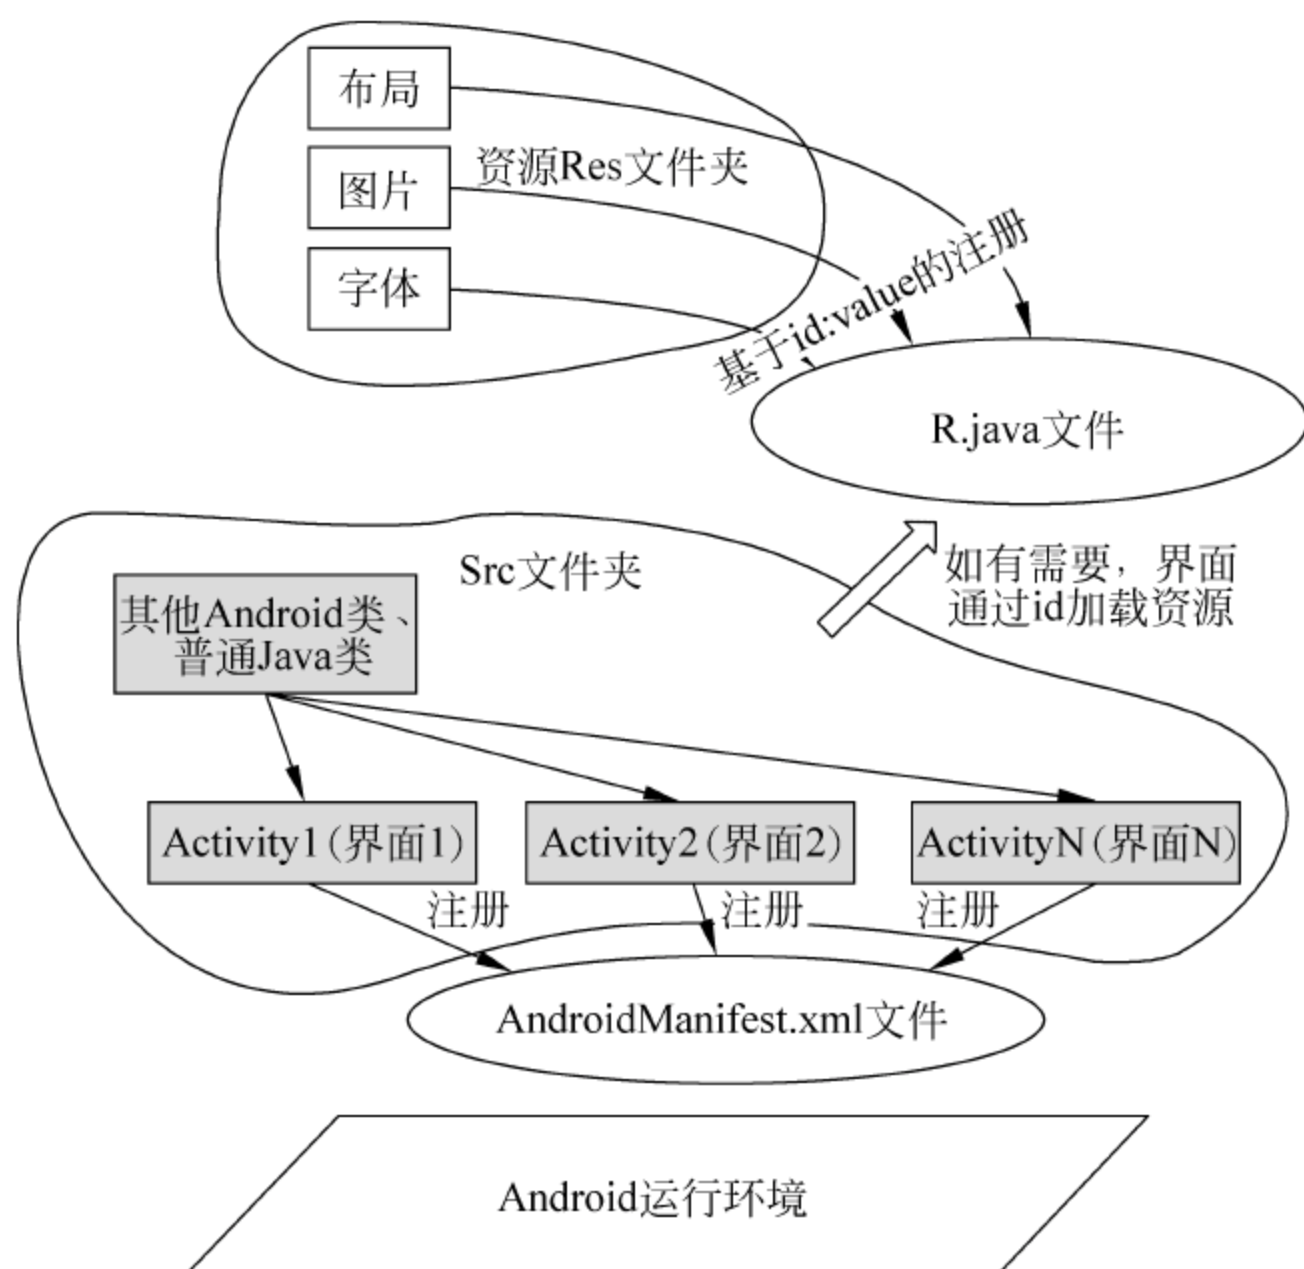 布局
资源Res文件夹
图片
字体
基于id:value的注册
R.java文件
Src文件夹
如有需要，界面
通过id加载资源
其他Android类、
普通Java类
Activity1(界面1)
Activity2(界面2)
ActivityN(界面N)
注册
注册
注册
AndroidManifest.xml文件
Android运行环境